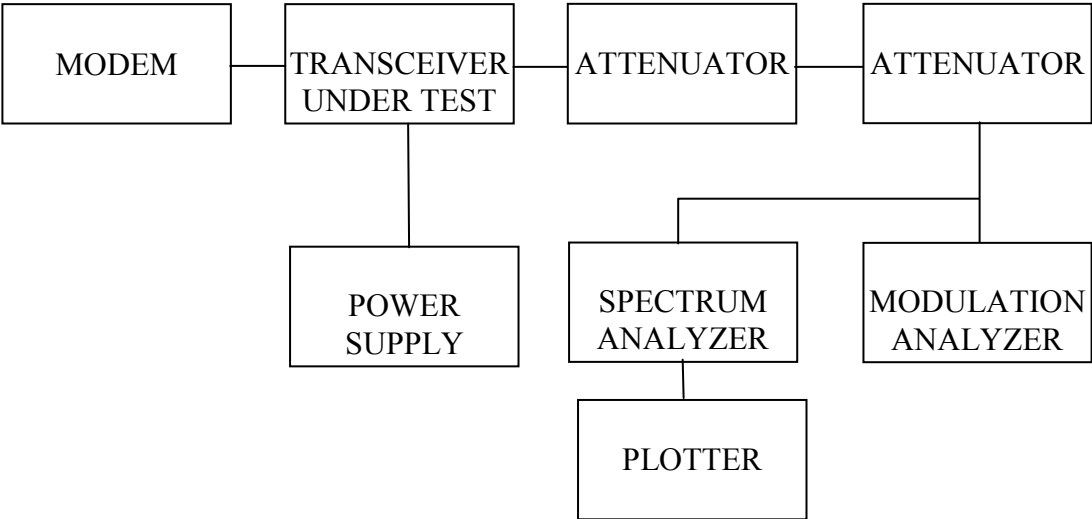 MODEM
TRANSCEIVER
UNDER TEST
ATTENUATOR
ATTENUATOR
POWER
SUPPLY
SPECTRUM
ANALYZER
MODULATION
ANALYZER
PLOTTER